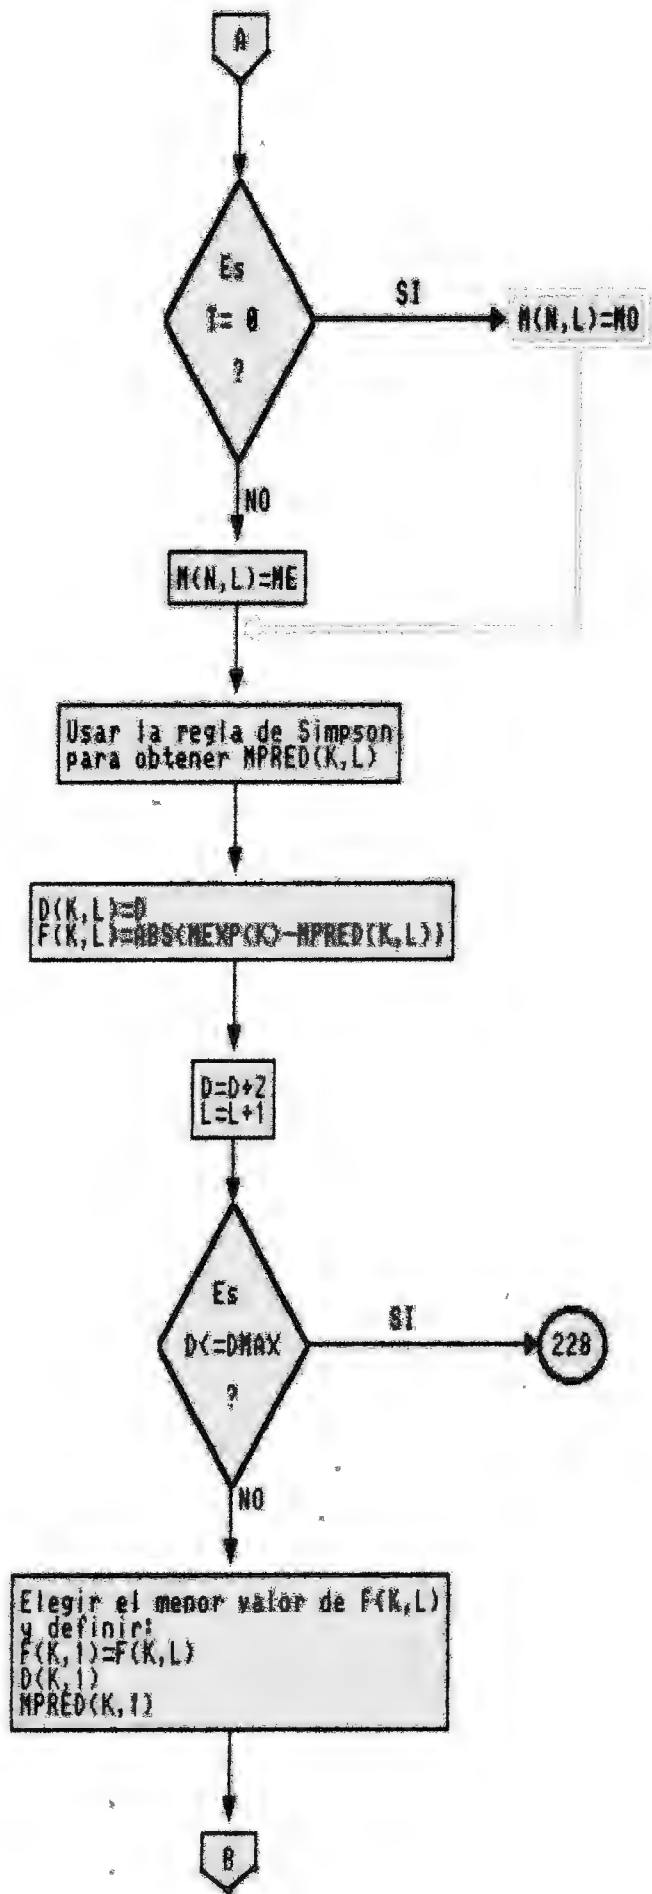 A
Es
T= 0
?
SI
M(N,L)=MO
NO
M(N,L)=ME
Usar la regla de Simpson
para obtener MPRED(K,L)
D(K,L)=D
F(K,L)=ABS(MEXP(K)-MPRED(K,L))
D=D+2
L=L+1
Es
D<=DMAX
?
SI
228
NO
Elegir el menor valor de F(K,L)
y definir:
F(K,1)=F(K,L)
D(K,1)
MPRED(K,1)
B